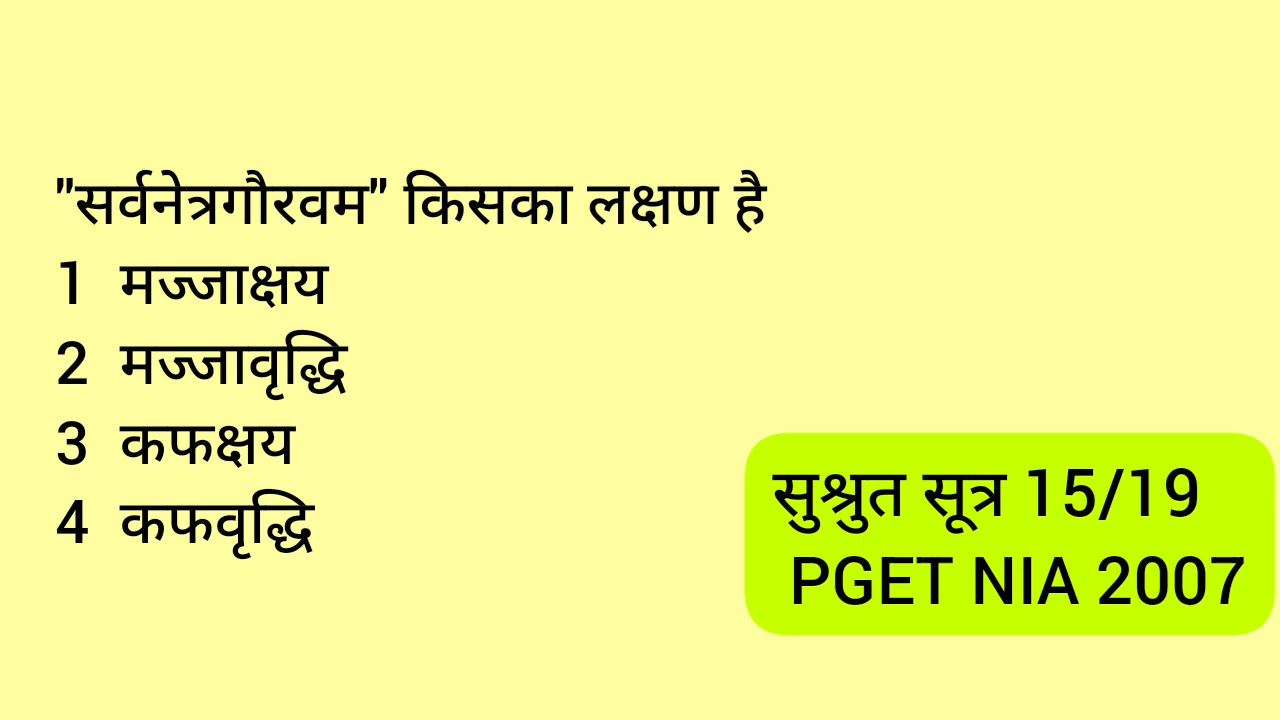 "सर्वनेत्रगौरवम" किसका लक्षण है
1 मज्जाक्षय
2 मज्जावृद्धि
3 कफक्षय
4 कफवृद्धि
सुश्रुत सूत्र 15/19
PGET NIA 2007